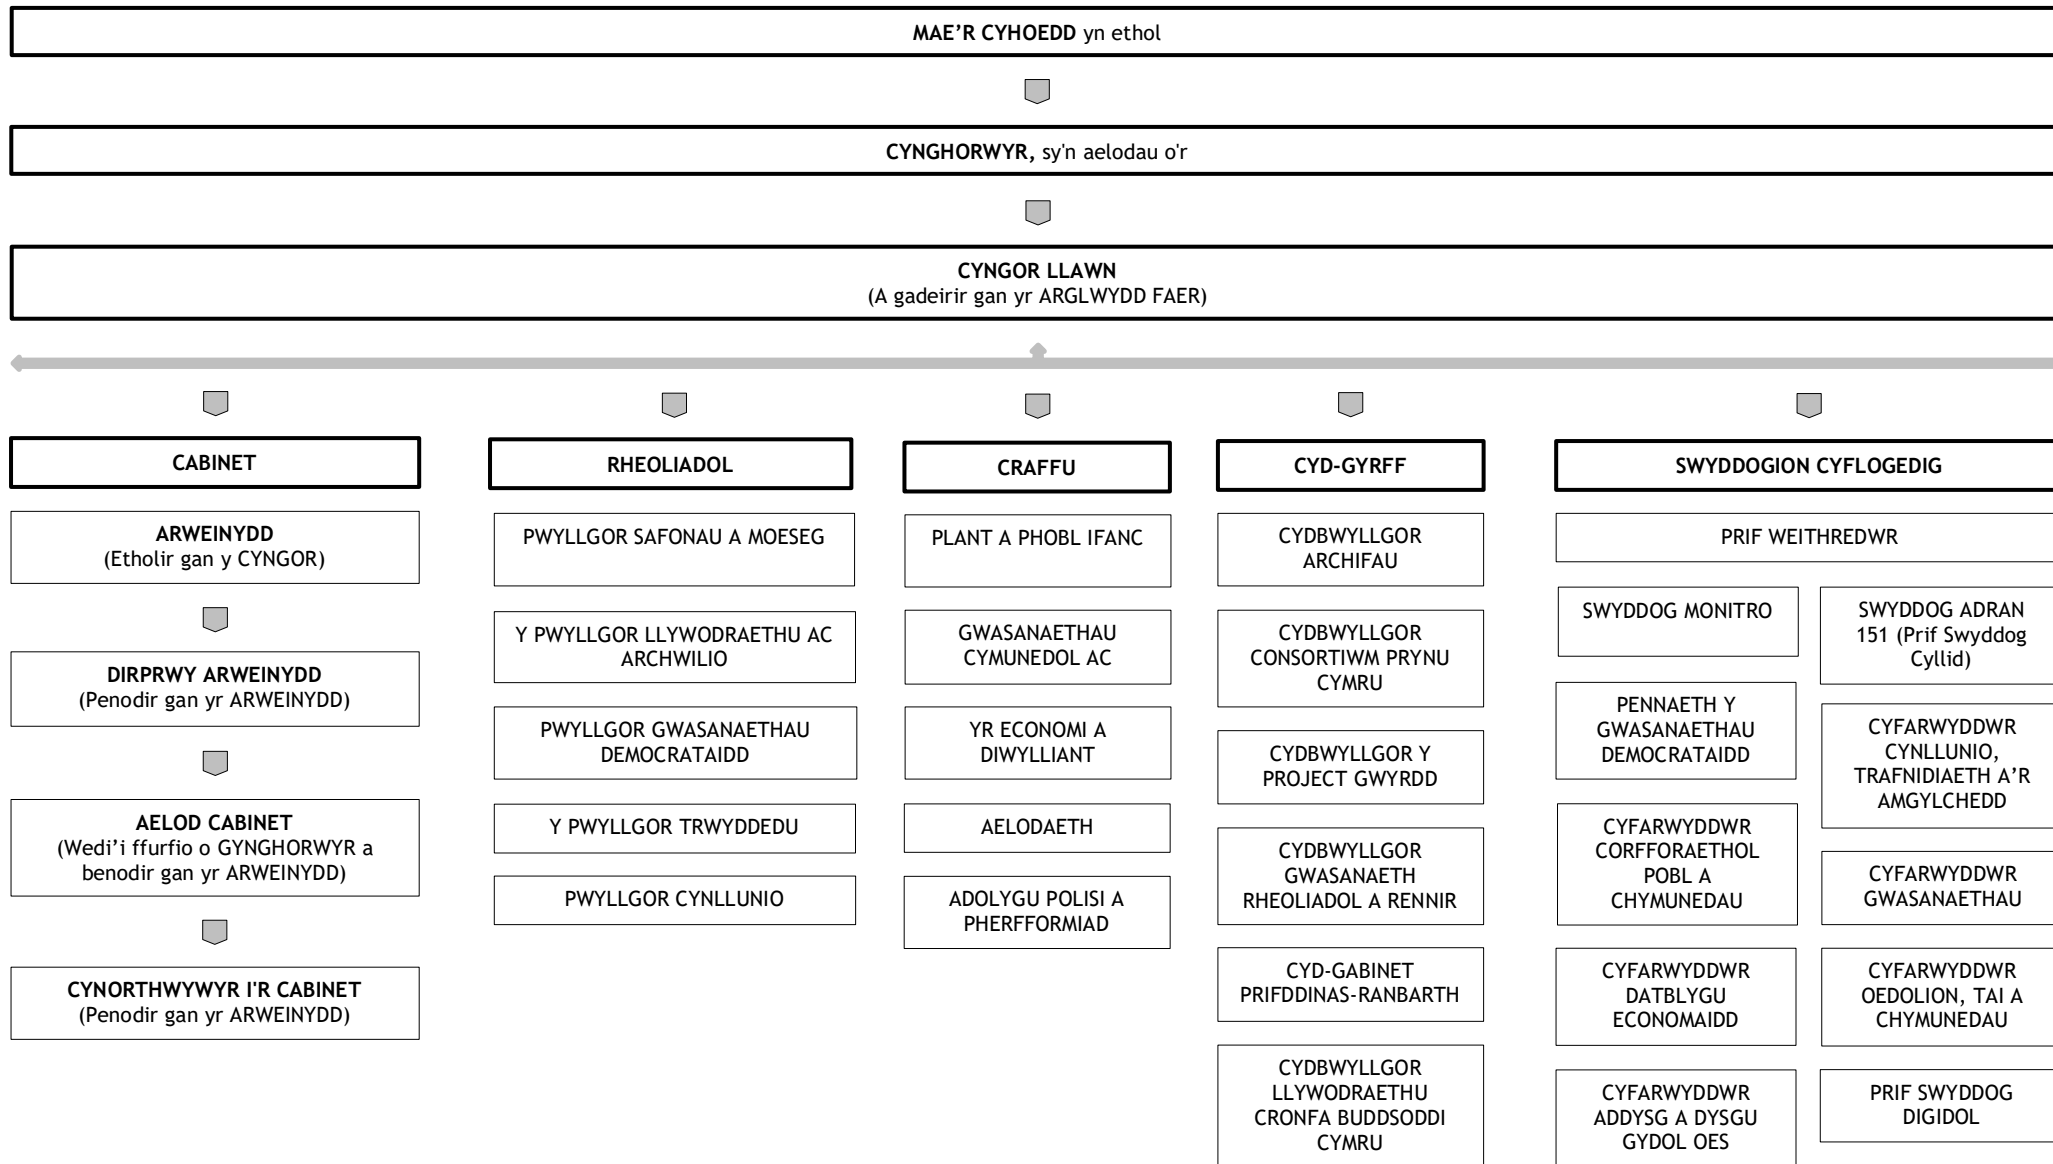 MAE’R CYHOEDD yn ethol
CYNGHORWYR, sy'n aelodau o'r
CYNGOR LLAWN
(A gadeirir gan yr ARGLWYDD FAER)
CABINET
ARWEINYDD
(Etholir gan y CYNGOR)
DIRPRWY ARWEINYDD
(Penodir gan yr ARWEINYDD)
AELOD CABINET
(Wedi’i ffurfio o GYNGHORWYR a
benodir gan yr ARWEINYDD)
CYNORTHWYWYR I'R CABINET
(Penodir gan yr ARWEINYDD)
RHEOLIADOL
PWYLLGOR SAFONAU A MOESEG
Y PWYLLGOR LLYWODRAETHU AC
ARCHWILIO
PWYLLGOR GWASANAETHAU
DEMOCRATAIDD
Y PWYLLGOR TRWYDDEDU
PWYLLGOR CYNLLUNIO
CRAFFU
PLANT A PHOBL IFANC
GWASANAETHAU
CYMUNEDOL AC
YR ECONOMI A
DIWYLLIANT
AELODAETH
ADOLYGU POLISI A
PHERFFORMIAD
CYD-GYRFF
CYDBWYLLGOR
ARCHIFAU
CYDBWYLLGOR
CONSORTIWM PRYNU
CYMRU
CYDBWYLLGOR Y
PROJECT GWYRDD
CYDBWYLLGOR
GWASANAETH
RHEOLIADOL A RENNIR
CYD-GABINET
PRIFDDINAS-RANBARTH
CYDBWYLLGOR
LLYWODRAETHU
CRONFA BUDDSODDI
CYMRU
SWYDDOGION CYFLOGEDIG
PRIF WEITHREDWR
SWYDDOG MONITRO
SWYDDOG ADRAN
151 (Prif Swyddog
Cyllid)
PENNAETH Y
GWASANAETHAU
DEMOCRATAIDD
CYFARWYDDWR
CYNLLUNIO,
TRAFNIDIAETH A’R
AMGYLCHEDD
CYFARWYDDWR
CORFFORAETHOL
POBL A
CHYMUNEDAU
CYFARWYDDWR
GWASANAETHAU
CYFARWYDDWR
DATBLYGU
ECONOMAIDD
CYFARWYDDWR
OEDOLION, TAI A
CHYMUNEDAU
CYFARWYDDWR
ADDYSG A DYSGU
GYDOL OES
PRIF SWYDDOG
DIGIDOL